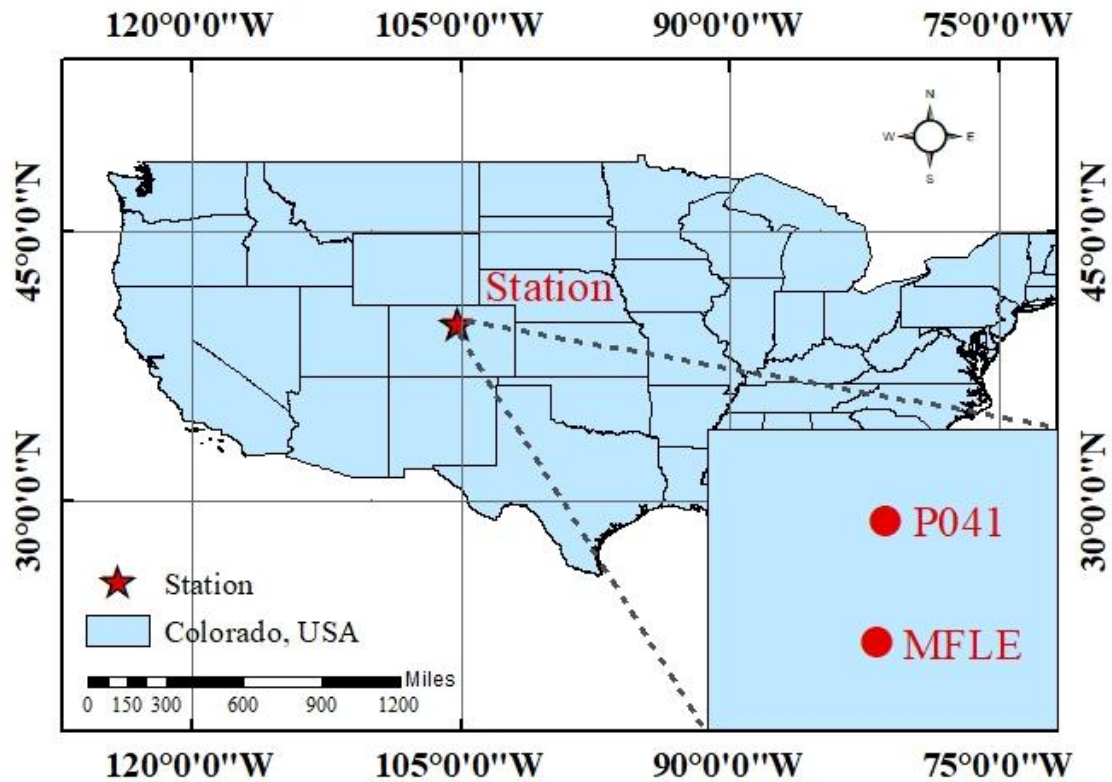 120°0'0"W 105°0'0"W 90°0'0"W 75°0'0"W
N
W E
S
45°0'0"N 45°0'0"N
Station
30°0'0"N 30°0'0"N
P041
Station
Colorado, USA
MFLE
Miles
0 150 300 600 900 1200
120°0'0"W 105°0'0"W 90°0'0"W 75°0'0"W